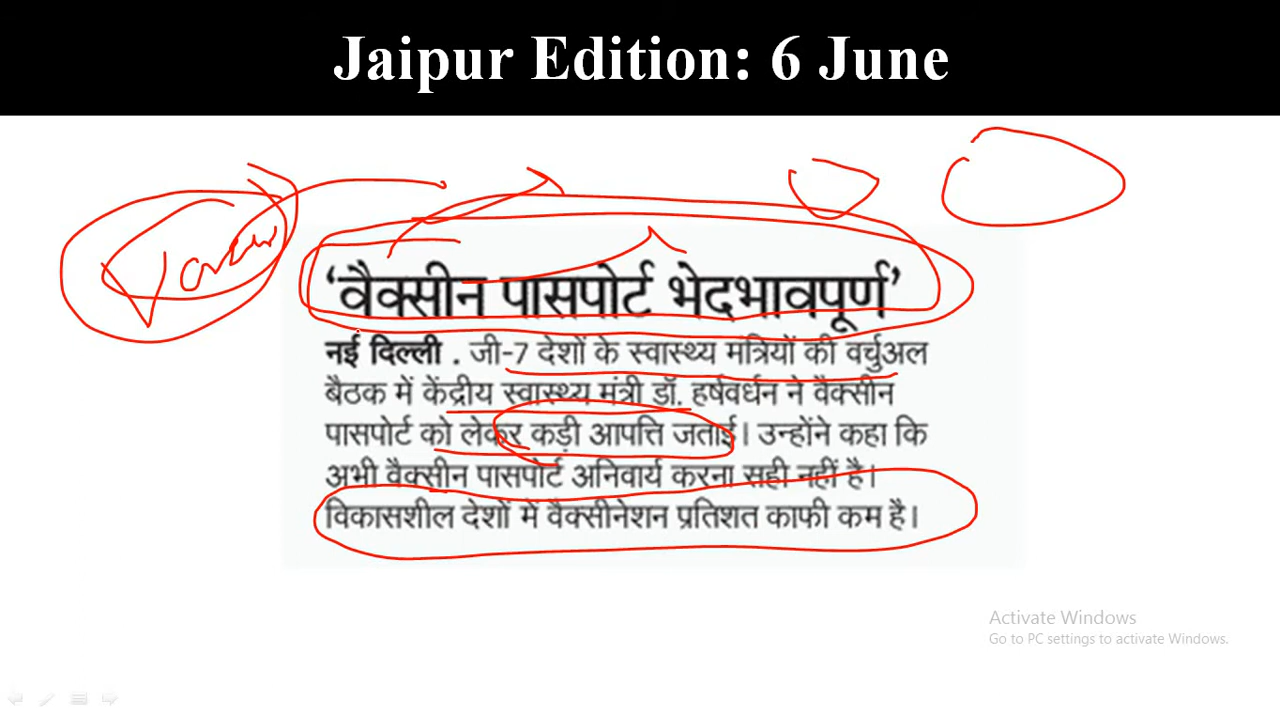 Jaipur Edition: 6 June
‘वैक्सीन पासपोर्ट भेदभावपूर्ण’
नई दिल्ली . जी-7 देशों के स्वास्थ्य मंत्रियों की वर्चुअल
बैठक में केंद्रीय स्वास्थ्य मंत्री डॉ. हर्षवर्धन ने वैक्सीन
पासपोर्ट को लेकर कड़ी आपत्ति जताई। उन्होंने कहा कि
अभी वैक्सीन पासपोर्ट अनिवार्य करना सही नहीं है।
विकासशील देशों में वैक्सीनेशन प्रतिशत काफी कम है।
Activate Windows
Go to PC settings to activate Windows.